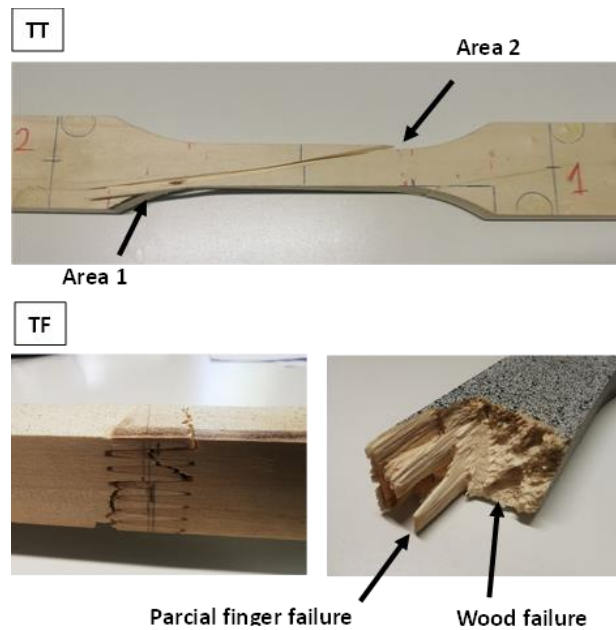 TT
Area 2
2
1
Area 1
TF
Parcial finger failure
Wood failure